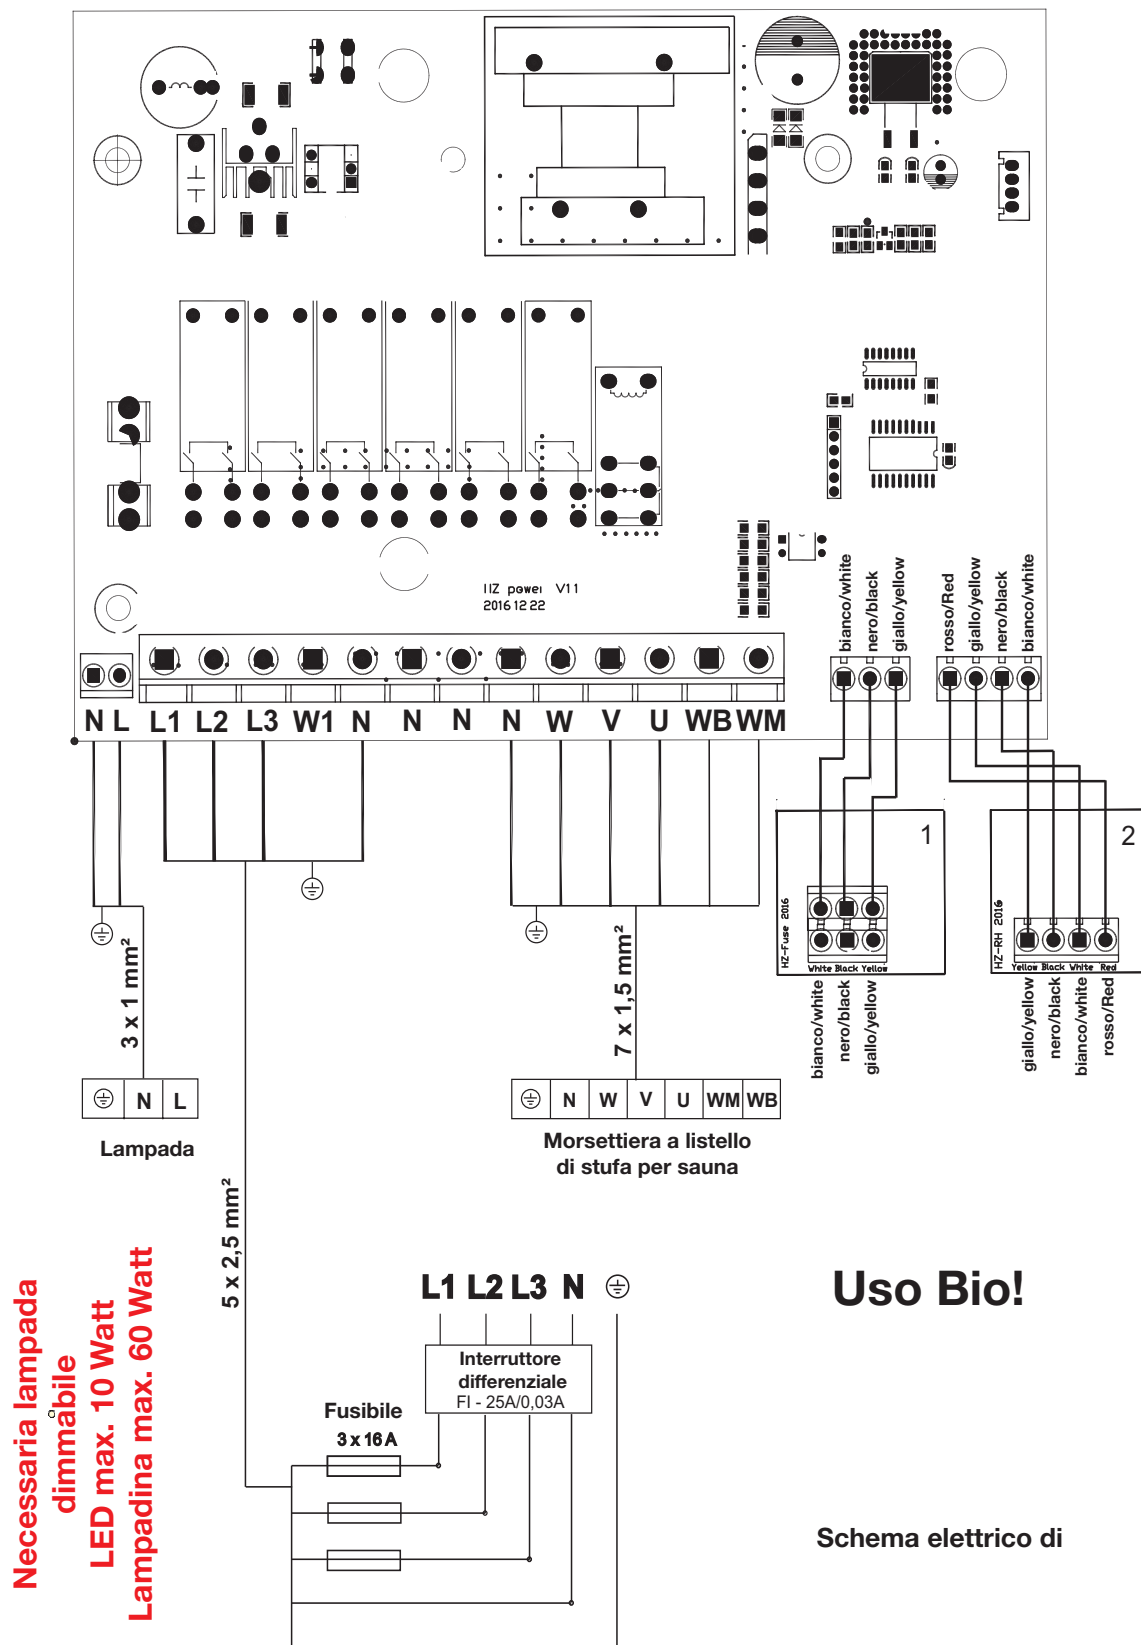 HZ power V11
2016 12 22
bianco/white
nero/black
giallo/yellow
rosso/Red
giallo/yellow
nero/black
bianco/white
N L L1 L2 L3 W1 N N N N W V U WB WM
1
2
HZ-Fuse 2016
White Black Yellow
HZ-RH 2016
Yellow Black White Red
bianco/white
nero/black
giallo/yellow
giallo/yellow
nero/black
bianco/white
rosso/Red
3 x 1 mm²
7 x 1,5 mm²
N L
Lampada
N W V U WM WB
Morsettiera a listello
di stufa per sauna
5 x 2,5 mm²
L1 L2 L3 N
Uso Bio!
Interruttore
differenziale
FI - 25A/0,03A
Fusibile
3 x 16 A
Necessaria lampada
dimmabile
LED max. 10 Watt
Lampadina max. 60 Watt
Schema elettrico di